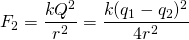 F_2 = \frac{kQ^2}{r^2} = \frac{k(q_1 - q_2)^2}{4r^2}